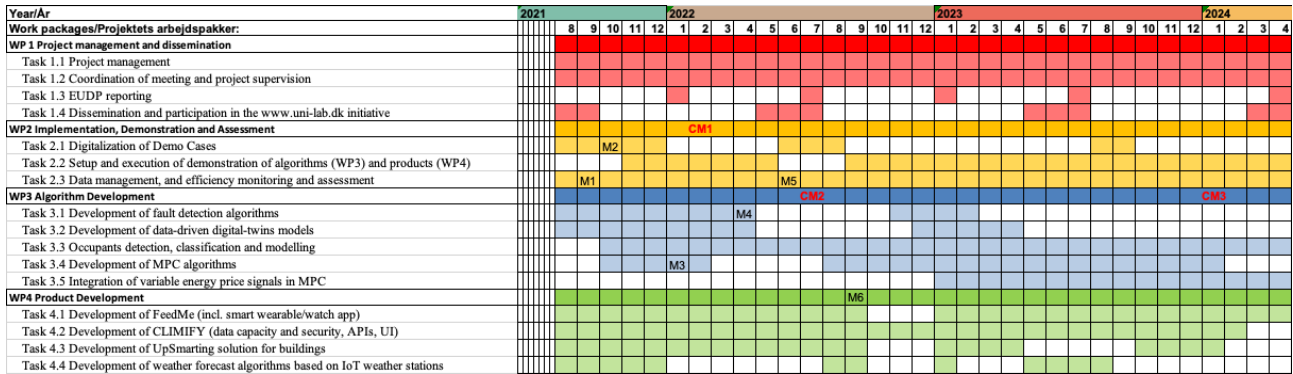 Year/År 2021 2022 2023 2024
Work packages/Projektets arbejdspakker: 8 9 10 11 12 1 2 3 4 5 6 7 8 9 10 11 12 1 2 3 4 5 6 7 8 9 10 11 12 1 2 3 4
WP 1 Project management and dissemination
Task 1.1 Project management
Task 1.2 Coordination of meeting and project supervision
Task 1.3 EUDP reporting
Task 1.4 Dissemination and participation in the www.uni-lab.dk initiative
WP2 Implementation, Demonstration and Assessment CM1
Task 2.1 Digitalization of Demo Cases M2
Task 2.2 Setup and execution of demonstration of algorithms (WP3) and products (WP4)
Task 2.3 Data management, and efficiency monitoring and assessment M1 M5
WP3 Algorithm Development CM2 CM3
Task 3.1 Development of fault detection algorithms M4
Task 3.2 Development of data-driven digital-twins models
Task 3.3 Occupants detection, classification and modelling
Task 3.4 Development of MPC algorithms M3
Task 3.5 Integration of variable energy price signals in MPC
WP4 Product Development M6
Task 4.1 Development of FeedMe (incl. smart wearable/watch app)
Task 4.2 Development of CLIMIFY (data capacity and security, APIs, UI)
Task 4.3 Development of UpSmarting solution for buildings
Task 4.4 Development of weather forecast algorithms based on IoT weather stations